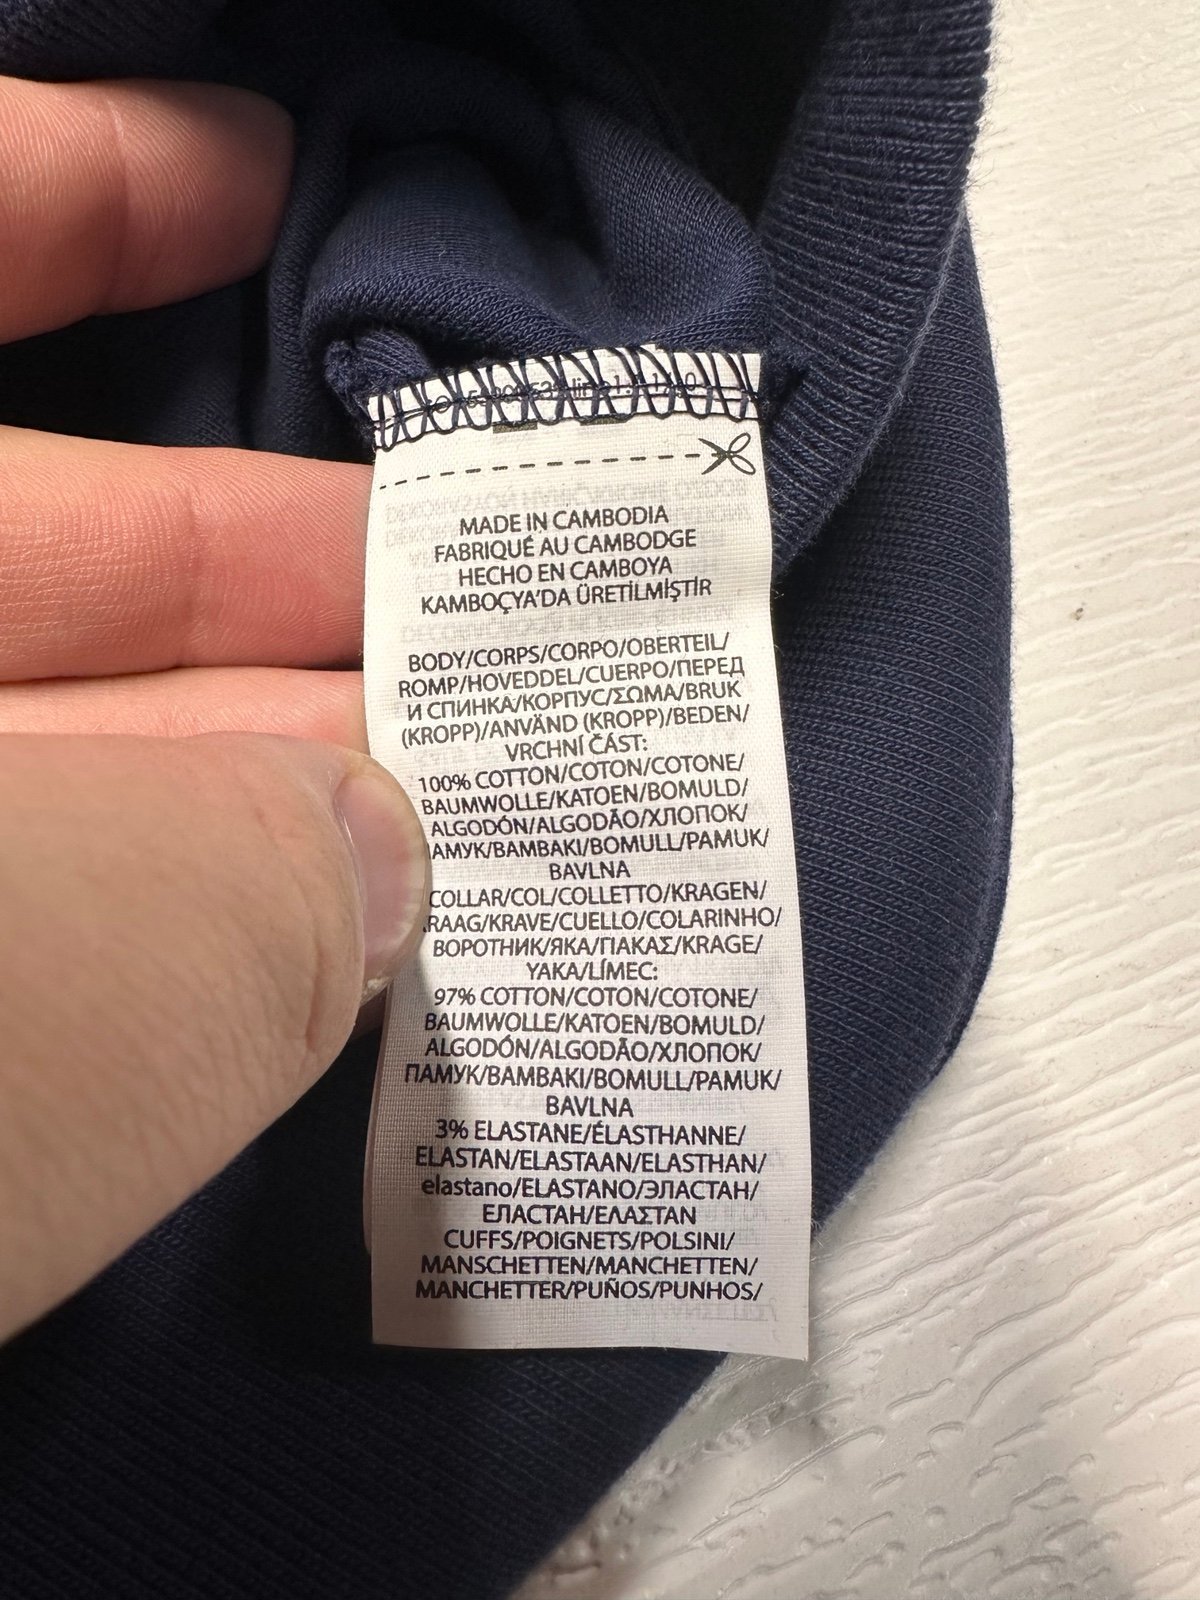 MADE IN CAMBODIA
FABRIQUÉ AU CAMBODGE
HECHO EN CAMBOYA
KAMBOÇYA'DA ÜRETİLMİŞTİR
BODY/CORPS/CORPO/OBERTEIL/
ROMP/HOVEDDEL/CUERPO/ПЕРЕД
И СПИНКА/КОРПУС/ΣΩΜΑ/BRUK
(KROPP)/ANVÄND (KROPP)/BEDEN/
VRCHNÍ ČÁST:
100% COTTON/COTON/COTONE/
BAUMWOLLE/KATOEN/BOMULD/
ALGODÓN/ALGODÃO/ХЛОПОК/
АМУК/BAMBAKI/BOMULL/PAMUK/
BAVLNA
COLLAR/COL/COLLETTO/KRAGEN/
RAAG/KRAVE/CUELLO/COLARINHO/
ВОРОТНИК/ЯКА/ΓΙΑΚΑΣ/KRAGE/
YAKA/LÍMEC:
97% COTTON/COTON/COTONE/
BAUMWOLLE/KATOEN/BOMULD/
ALGODÓN/ALGODÃO/ХЛОПОК/
ПАМУК/BAMBAKI/BOMULL/PAMUK/
BAVLNA
3% ELASTANE/ÉLASTHANNE/
ELASTAN/ELASTAAN/ELASTHAN/
elastano/ELASTANO/ЭЛАСТАН/
ЕЛАСТАН/ΕΛΑΣΤΑΝ
CUFFS/POIGNETS/POLSINI/
MANSCHETTEN/MANCHETTEN/
MANCHETTER/PUÑOS/PUNHOS/